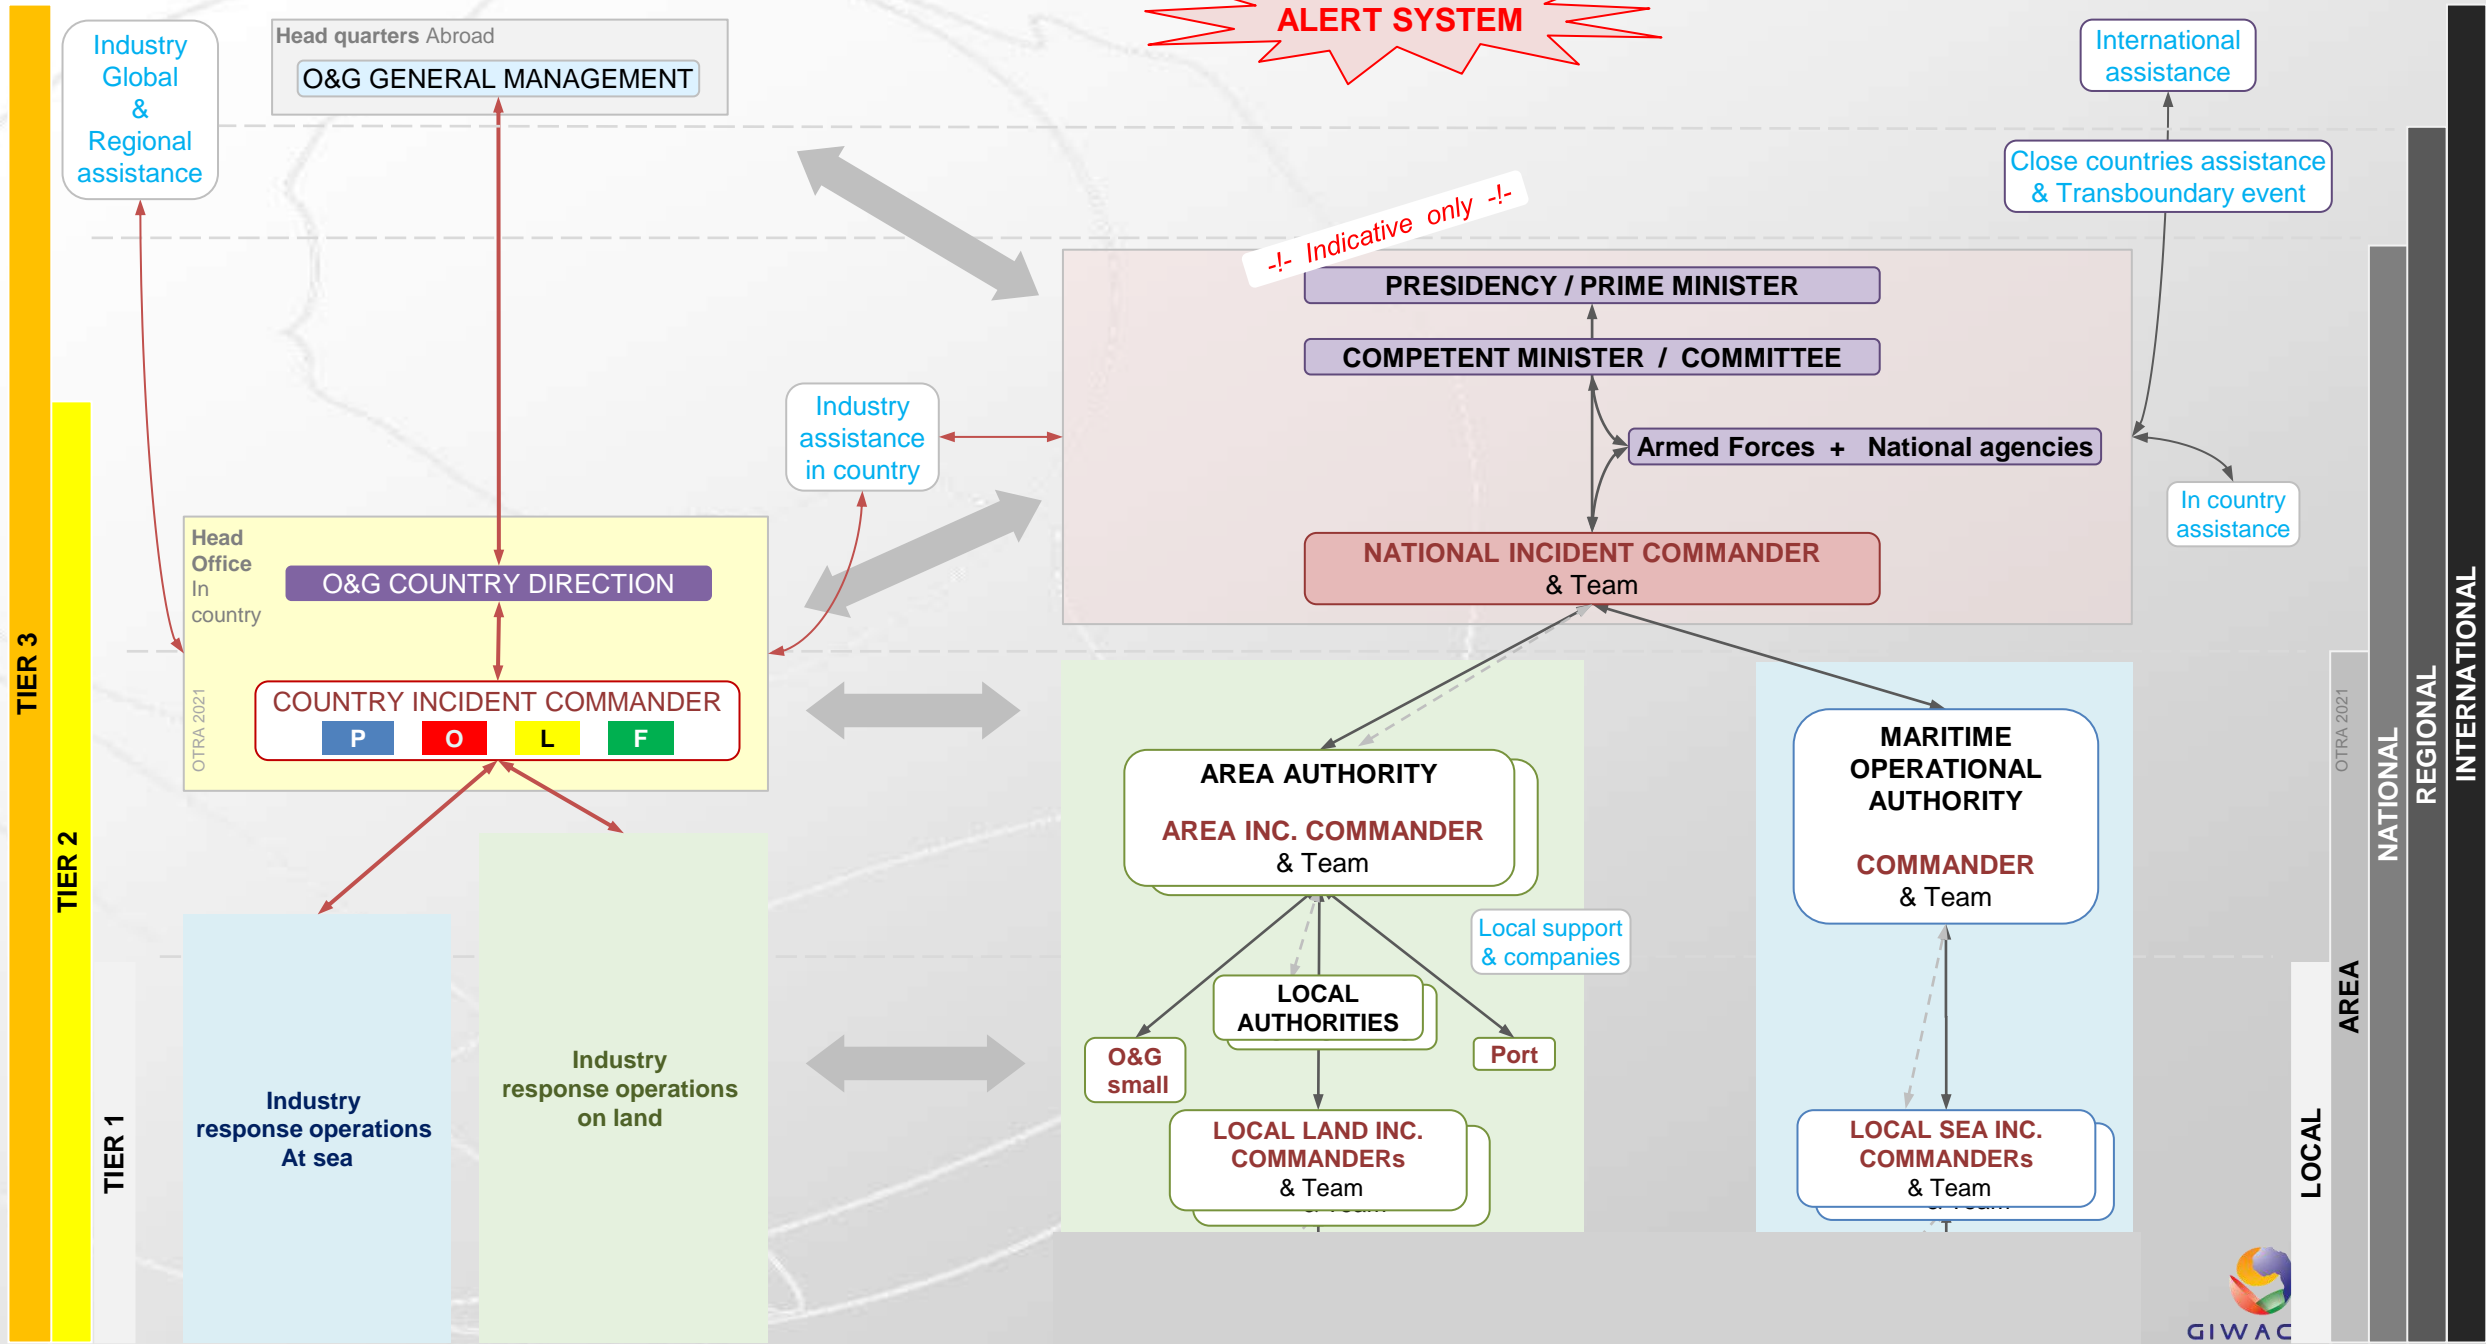 ALERT SYSTEM
Industry
Global
&
Regional
assistance
Head quarters Abroad
O&G GENERAL MANAGEMENT
International
assistance
Close countries assistance
& Transboundary event
-!- Indicative only -!-
PRESIDENCY / PRIME MINISTER
COMPETENT MINISTER / COMMITTEE
Armed Forces + National agencies
NATIONAL INCIDENT COMMANDER
& Team
Industry
assistance
in country
In country
assistance
Head
Office
In
country
O&G COUNTRY DIRECTION
COUNTRY INCIDENT COMMANDER
P O L F
OTRA 2021
AREA AUTHORITY
AREA INC. COMMANDER
& Team
MARITIME
OPERATIONAL
AUTHORITY
COMMANDER
& Team
Local support
& companies
LOCAL
AUTHORITIES
O&G
small
Port
LOCAL LAND INC.
COMMANDERs
& Team
LOCAL SEA INC.
COMMANDERs
& Team
Industry
response operations
At sea
Industry
response operations
on land
TIER 3
TIER 2
TIER 1
LOCAL
AREA
OTRA 2021
NATIONAL
REGIONAL
INTERNATIONAL